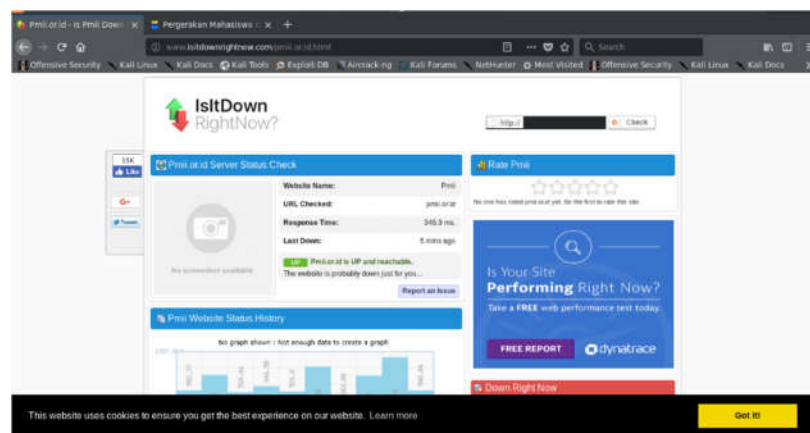 Pmii.or.id - Is Pmii Down
Pergerakan Mahasiswa
www.isitdownrightnow.com/pmii.or.id.html
Search
Offensive Security Kali Linux Kali Docs Kali Tools Exploit-DB Aircrack-ng Kali Forums NetHunter Most Visited Offensive Security Kali Linux Kali Docs
IsItDown
RightNow?
http://
Check
15K
Like
G+
Tweet
Pmii.or.id Server Status Check
No screenshot available
Website Name: Pmii
URL Checked: pmii.or.id
Response Time:
Last Down: 5 mins ago
UP Pmii.or.id is UP and reachable.
The website is probably down just for you...
Report an Issue
Pmii Website Status History
No graph shown : Not enough data to create a graph
Rate Pmii
No one has rated pmii.or.id yet. Be the first to rate this site.
Is Your Site
Performing Right Now?
Take a FREE web performance test today.
FREE REPORT
dynatrace
Down Right Now
This website uses cookies to ensure you get the best experience on our website. Learn more
Got it!